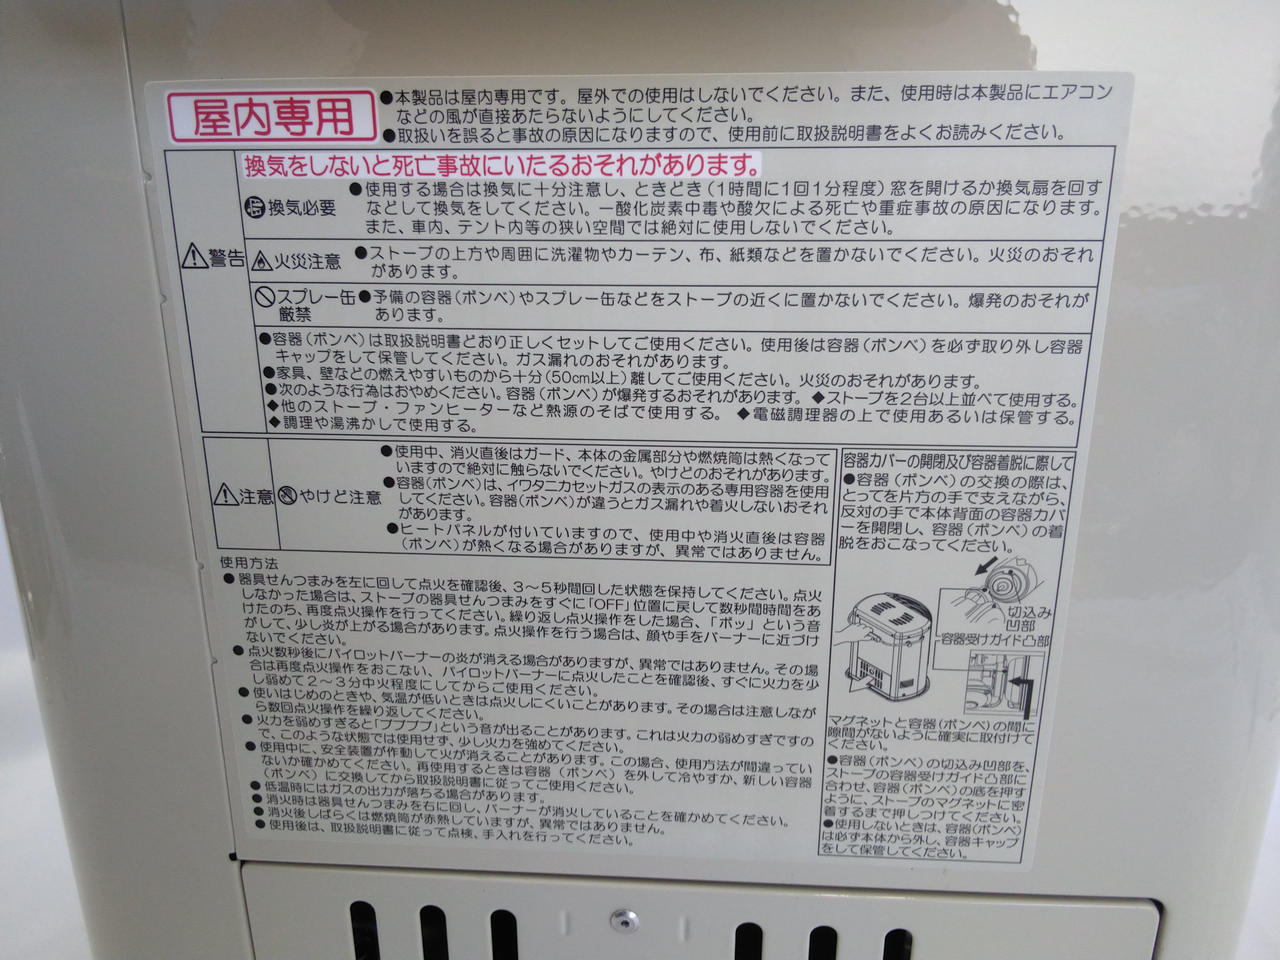 屋内専用
●本製品は屋内専用です。屋外での使用はしないでください。また、使用時は本製品にエアコン
などの風が直接あたらないようにしてください。
●取扱いを誤ると事故の原因になりますので、使用前に取扱説明書をよくお読みください。
警告
換気をしないと死亡事故にいたるおそれがあります。
換気必要
●使用する場合は換気に十分注意し、ときどき(1時間に1回1分程度)窓を開けるか換気扇を回す
などして換気をしてください。一酸化炭素中毒や酸欠による死亡や重症事故の原因になります。
また、車内、テント内等の狭い空間では絶対に使用しないでください。
火災注意
●ストーブの上方や周囲に洗濯物やカーテン、布、紙類などを置かないでください。火災のおそれ
があります。
スプレー缶
厳禁
●予備の容器(ボンベ)やスプレー缶などをストーブの近くに置かないでください。爆発のおそれが
あります。
●容器(ボンベ)は取扱説明書どおり正しくセットしてご使用ください。使用後は容器(ボンベ)を必ず取り外し容器
キャップをして保管してください。ガス漏れのおそれがあります。
●家具、壁などの燃えやすいものから十分(50cm以上)離してご使用ください。火災のおそれがあります。
●次のような行為はおやめください。容器(ボンベ)が爆発するおそれがあります。◆ストーブを2台以上並べて使用する。
◆他のストーブ・ファンヒーターなど熱源のそばで使用する。 ◆電磁調理器の上で使用あるいは保管する。
◆調理や湯沸かしで使用する。
注意
やけど注意
●使用中、消火直後はガード、本体の金属部分や燃焼筒は熱くなって
いますので絶対に触らないでください。やけどのおそれがあります。
●容器(ボンベ)は、イワタニカセットガスの表示のある専用容器を使用
してください。容器(ボンベ)が違うとガス漏れや着火しないおそれ
があります。
●ヒートパネルが付いていますので、使用中や消火直後は容器
(ボンベ)が熱くなる場合がありますが、異常ではありません。
使用方法
●器具せんつまみを左に回して点火を確認後、3～5秒間回した状態を保持してください。点火
しなかった場合は、ストーブの器具せんつまみをすぐに「OFF」位置に戻して数秒間時間をあ
けたのち、再度点火操作を行ってください。繰り返し点火操作をした場合、「ボッ」という音
がして、少し炎が上がる場合があります。点火操作を行う場合は、顔や手をバーナーに近づけ
ないでください。
●点火数秒後にパイロットバーナーの炎が消える場合がありますが、異常ではありません。その場
合は再度点火操作をおこない、パイロットバーナーに点火したことを確認後、すぐに火力を少
し弱めて2～3分中火程度にしてからご使用ください。
●使いはじめのときや、気温が低いときは点火しにくいことがあります。その場合は注意しなが
ら数回点火操作を繰り返してください。
●火力を弱めすぎると「ブブブブ」という音が出ることがあります。これは火力の弱めすぎですの
で、このような状態では使用せず、少し火力を強めてください。
●使用中に、安全装置が作動して火が消えることがあります。この場合、使用方法が間違ってい
ないか確かめてください。再使用するときは容器(ボンベ)を外して冷やすか、新しい容器
(ボンベ)に交換してから取扱説明書に従ってご使用ください。
●低温時にはガスの出力が落ちる場合があります。
●消火時は器具せんつまみを右に回し、バーナーが消火していることを確かめてください。
●消火後しばらくは燃焼筒が赤熱していますが、異常ではありません。
●使用後は、取扱説明書に従って点検、手入れを行ってください。
容器カバーの開閉及び容器着脱に際して
●容器(ボンベ)の交換の際は、
とってを片方の手で支えながら、
反対の手で本体背面の容器カバ
ーを開閉し、容器(ボンベ)の着
脱をおこなってください。
切込み
凹部
容器受けガイド凸部
マグネットと容器(ボンベ)の間に
隙間がないように確実に取付けて
ください。
●容器(ボンベ)の切込み凹部を、
ストーブの容器受けガイド凸部に
合わせ、容器(ボンベ)の底を押す
ように、ストーブのマグネットに密
着するまで押しつけてください。
●使用しないときは、容器(ボンベ)
は必ず本体から外し、容器キャップ
をして保管してください。